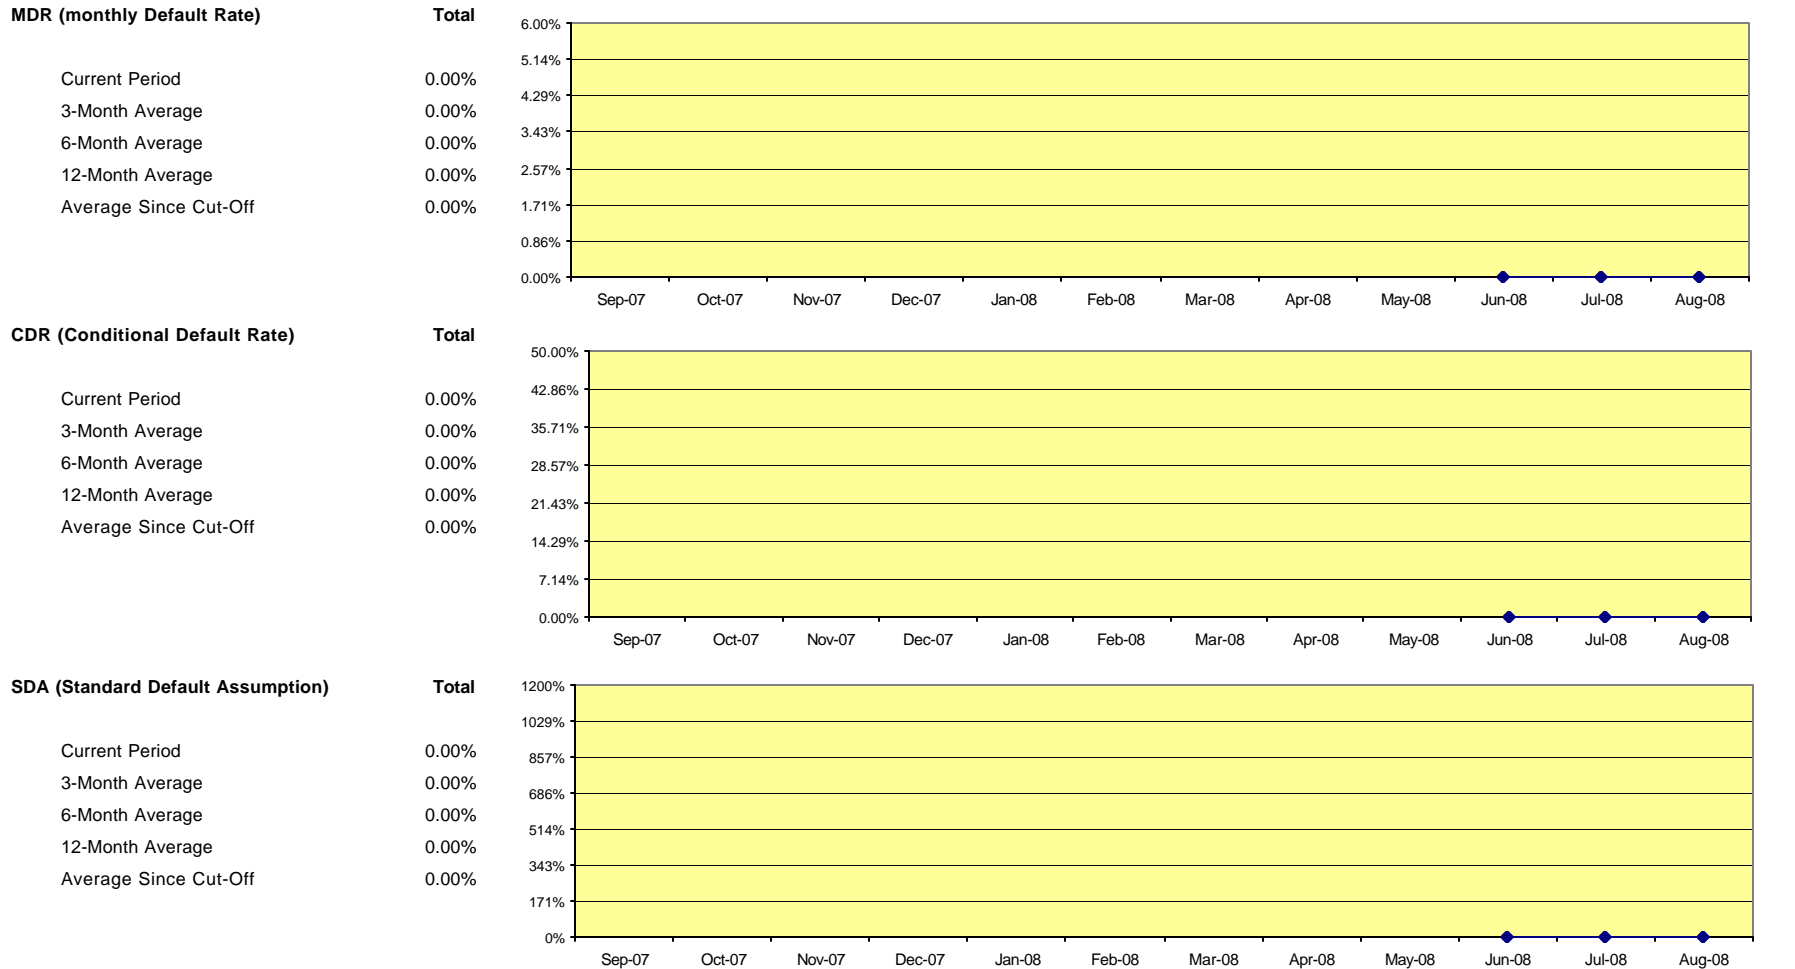 MDR (monthly Default Rate) Total
Current Period 0.00%
3-Month Average 0.00%
6-Month Average 0.00%
12-Month Average 0.00%
Average Since Cut-Off 0.00%
6.00%
5.14%
4.29%
3.43%
2.57%
1.71%
0.86%
0.00%
Sep-07 Oct-07 Nov-07 Dec-07 Jan-08 Feb-08 Mar-08 Apr-08 May-08 Jun-08 Jul-08 Aug-08
CDR (Conditional Default Rate) Total
Current Period 0.00%
3-Month Average 0.00%
6-Month Average 0.00%
12-Month Average 0.00%
Average Since Cut-Off 0.00%
50.00%
42.86%
35.71%
28.57%
21.43%
14.29%
7.14%
0.00%
Sep-07 Oct-07 Nov-07 Dec-07 Jan-08 Feb-08 Mar-08 Apr-08 May-08 Jun-08 Jul-08 Aug-08
SDA (Standard Default Assumption) Total
Current Period 0.00%
3-Month Average 0.00%
6-Month Average 0.00%
12-Month Average 0.00%
Average Since Cut-Off 0.00%
1200%
1029%
857%
686%
514%
343%
171%
0%
Sep-07 Oct-07 Nov-07 Dec-07 Jan-08 Feb-08 Mar-08 Apr-08 May-08 Jun-08 Jul-08 Aug-08